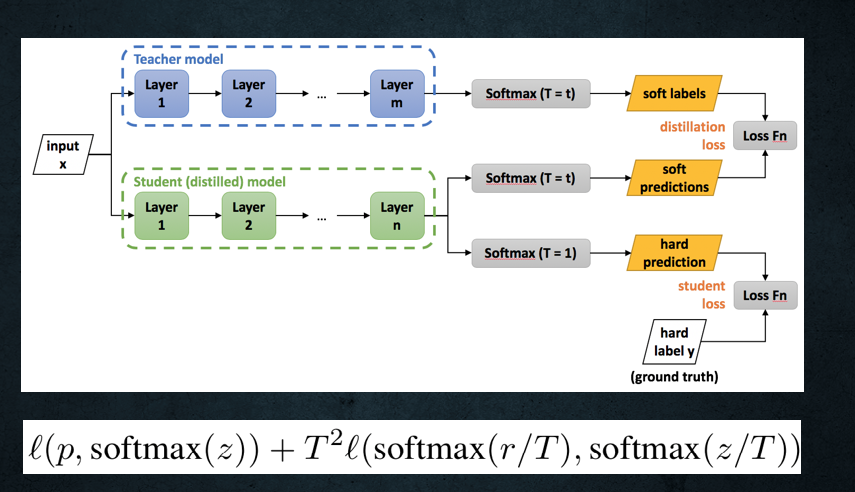 Teacher model
Layer
1
Layer
2
...
Layer
m
Softmax (T = t)
soft labels
distillation
loss
Loss Fn
input
x
Student (distilled) model
Layer
1
Layer
2
...
Layer
n
Softmax (T = t)
soft
predictions
Softmax (T = 1)
hard
prediction
student
loss
Loss Fn
hard
label y
(ground truth)
ℓ(p, softmax(z)) + T²ℓ(softmax(r/T), softmax(z/T))